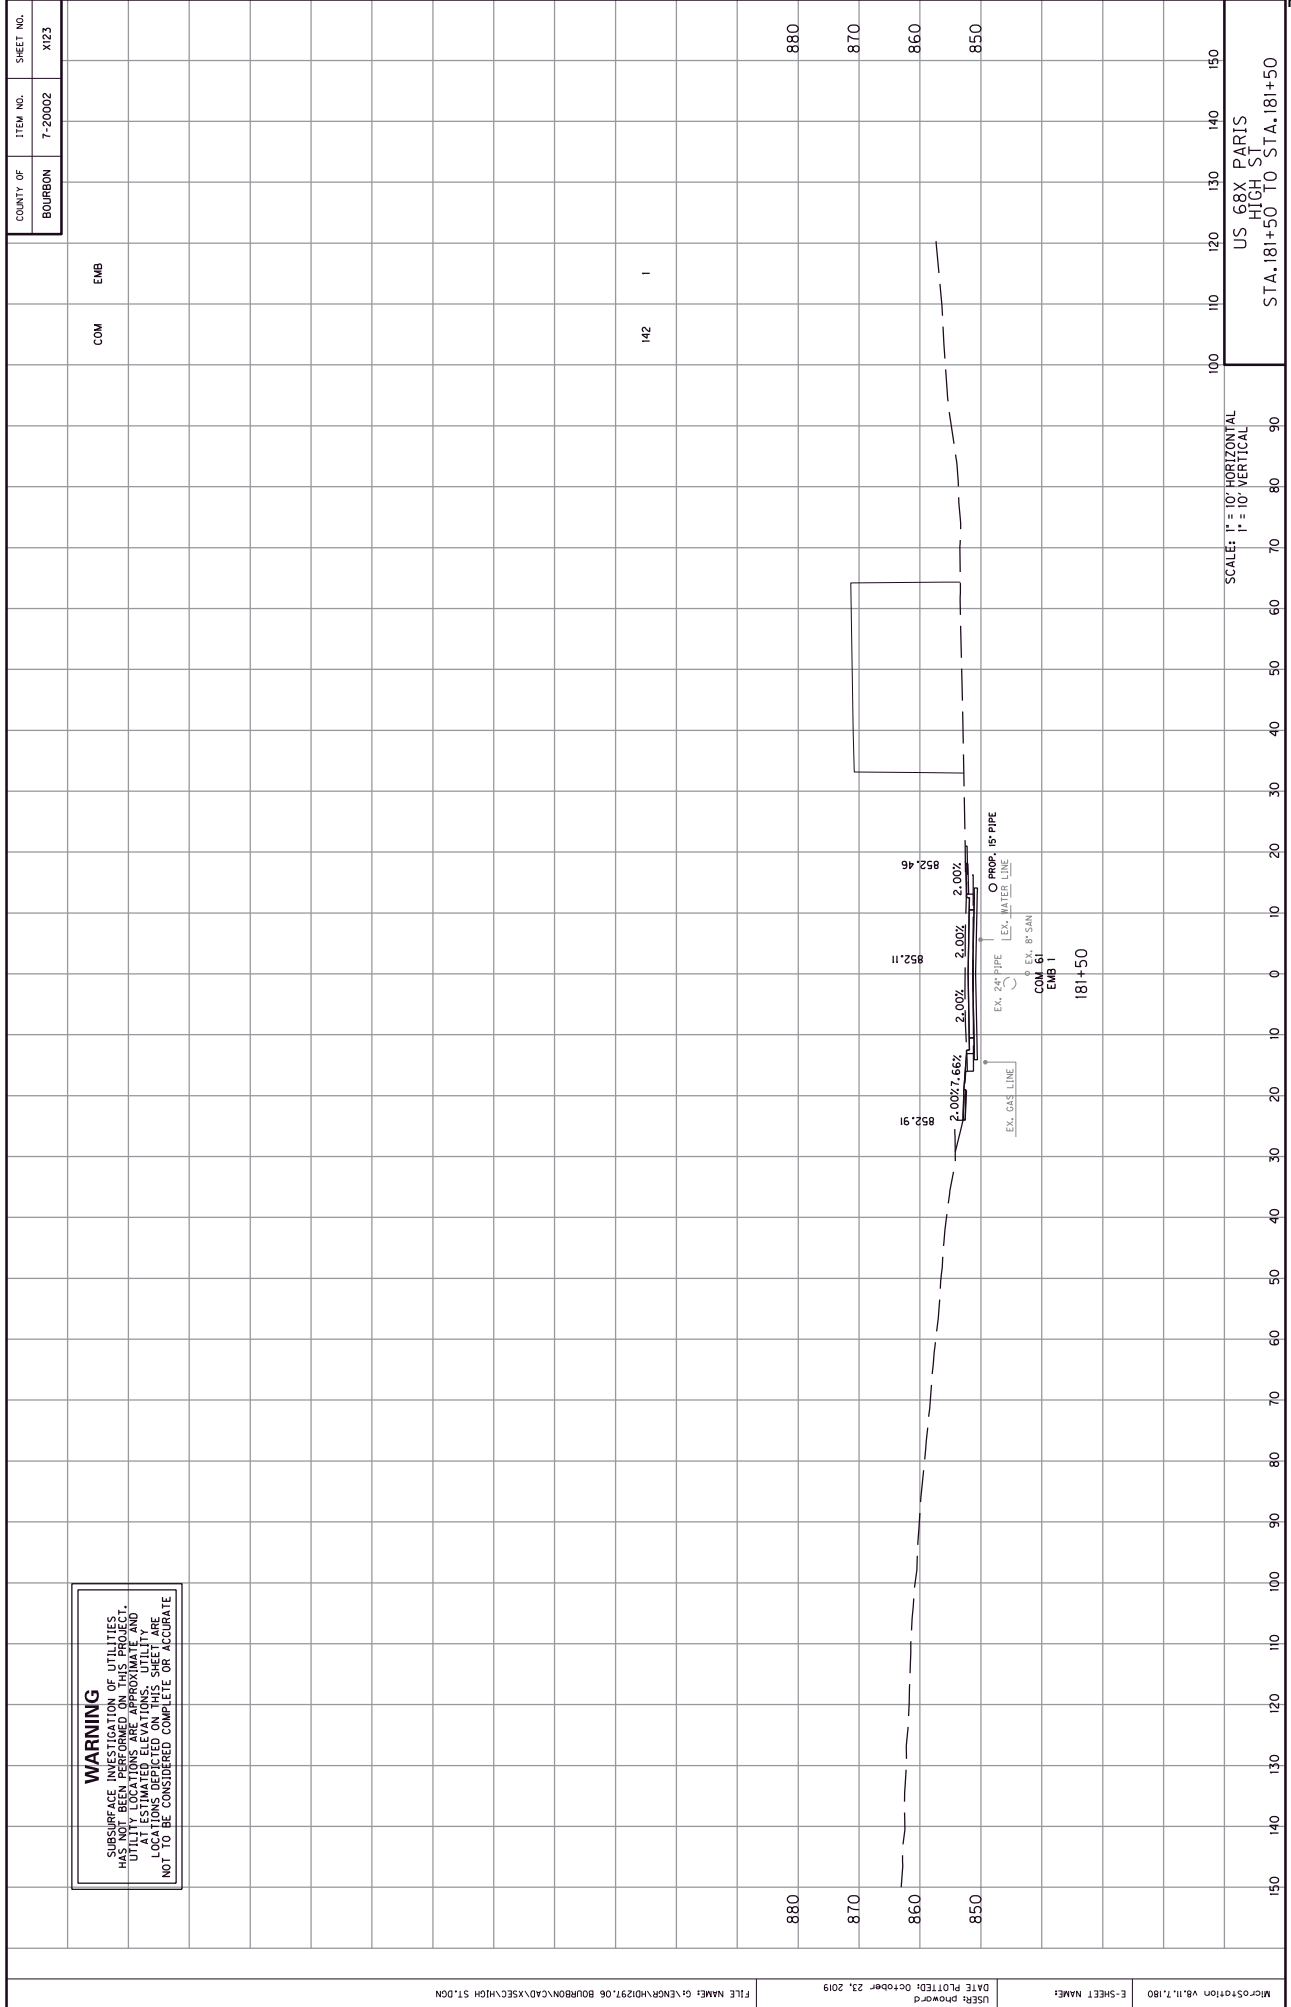 COUNTY OF
ITEM NO.
SHEET NO.
BOURBON
7-20002
X123
COM
EMB
142
1
WARNING
SUBSURFACE INVESTIGATION OF UTILITIES
HAS NOT BEEN PERFORMED ON THIS PROJECT.
UTILITY LOCATIONS ARE APPROXIMATE AND
AT ESTIMATED ELEVATIONS. UTILITY
LOCATIONS DEPICTED ON THIS SHEET ARE
NOT TO BE CONSIDERED COMPLETE OR ACCURATE
880
870
860
850
880
870
860
850
852.91
852.11
852.46
2.00%
7.66%
2.00%
2.00%
2.00%
EX. GAS LINE
EX. 24" PIPE
EX. WATER LINE
EX. 8" SAN
PROP. 15" PIPE
COM 61
EMB 1
181+50
150 140 130 120 110 100 90 80 70 60 50 40 30 20 10 0 10 20 30 40 50 60 70 80 90 100 110 120 130 140 150
SCALE: 1" = 10' HORIZONTAL
1" = 10' VERTICAL
US 68X PARIS
HIGH ST
STA. 181+50 TO STA. 181+50
MicroStation v8.11.7.180
E-SHEET NAME:
USER: phoward
DATE PLOTTED: October 23, 2019
FILE NAME: G:\ENGR\HDI297.06 BOURBON\CAD\XSEC\HIGH ST.DGN